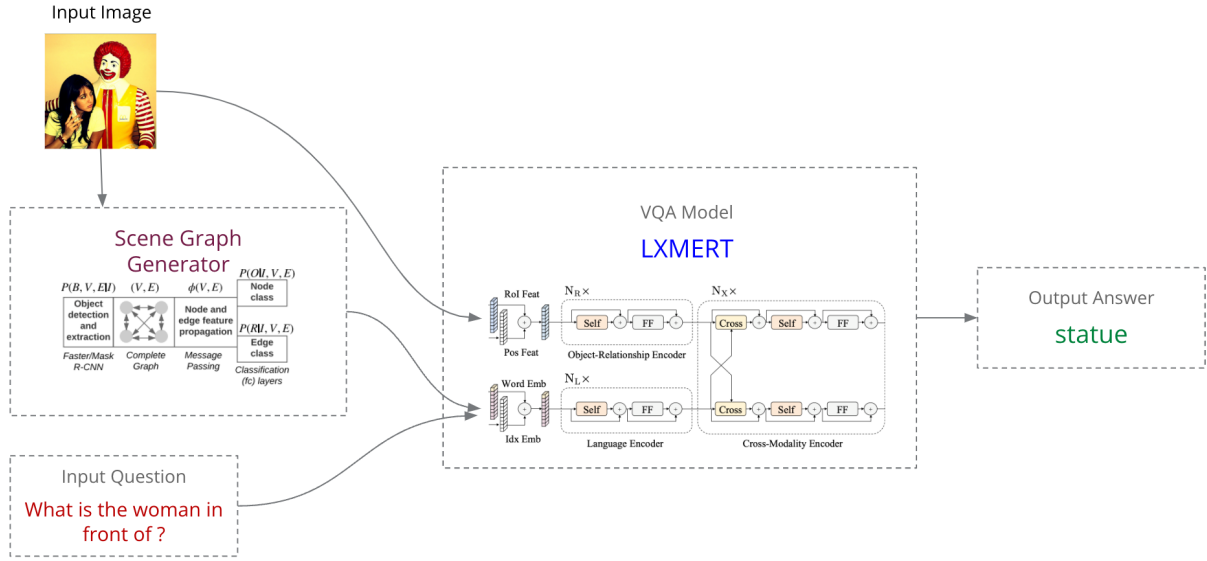 Input Image
Scene Graph
Generator
P(B, V, E|I)
(V, E)
ϕ(V, E)
P(O|I, V, E)
Node
class
Object
detection
and
extraction
Node and
edge feature
propagation
P(R|I, V, E)
Edge
class
Faster/Mask
R-CNN
Complete
Graph
Message
Passing
Classification
(fc) layers
Input Question
What is the woman in
front of ?
VQA Model
LXMERT
RoI Feat
Pos Feat
N_R×
Self
+
FF
+
Object-Relationship Encoder
Word Emb
Idx Emb
N_L×
Self
+
FF
+
Language Encoder
N_X×
Cross
+
Self
+
FF
+
Cross
+
Self
+
FF
+
Cross-Modality Encoder
Output Answer
statue